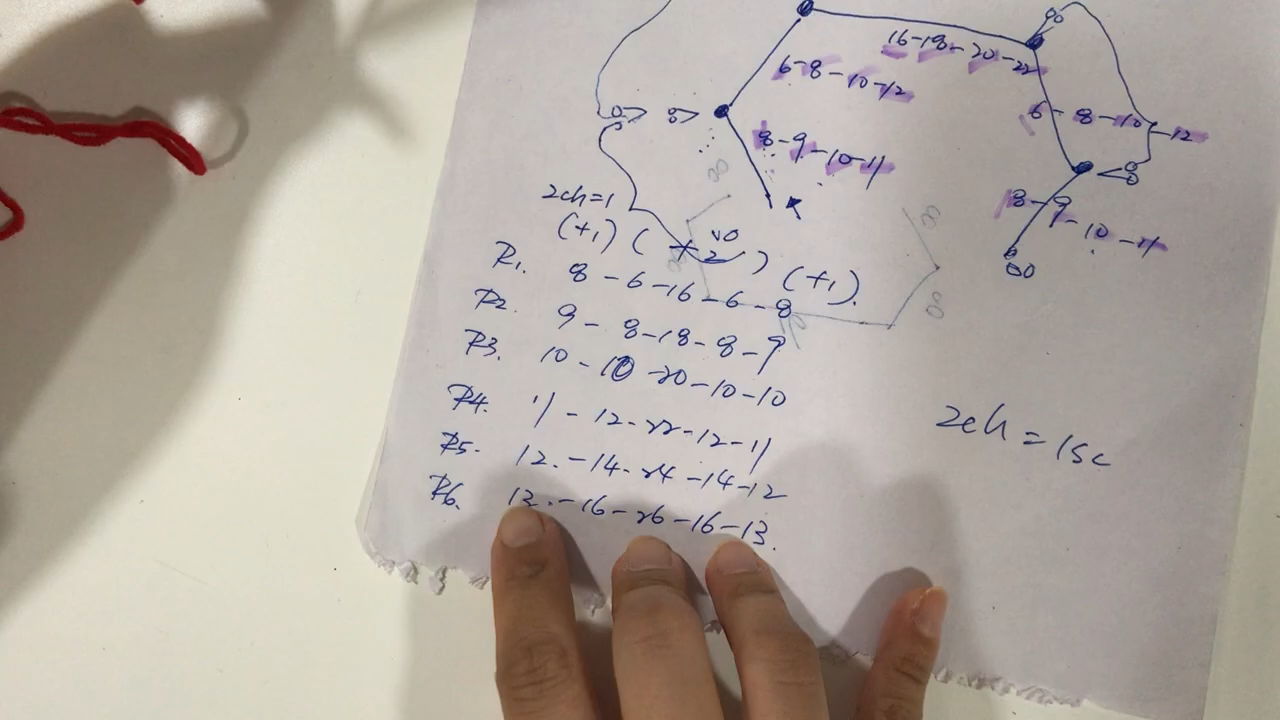 16-18-20-22
6-8-10-12
6-8-10-12
8-9-10-11
8-9-10-11
2ch=1
(+1) (+2) (+1).
R1. 8-6-16-6-8
R2. 9-8-18-8-9
R3. 10-10-20-10-10
R4. 11-12-22-12-11
R5. 12.-14-24-14-12
R6. 13.-16-26-16-13.
2ch=1sc